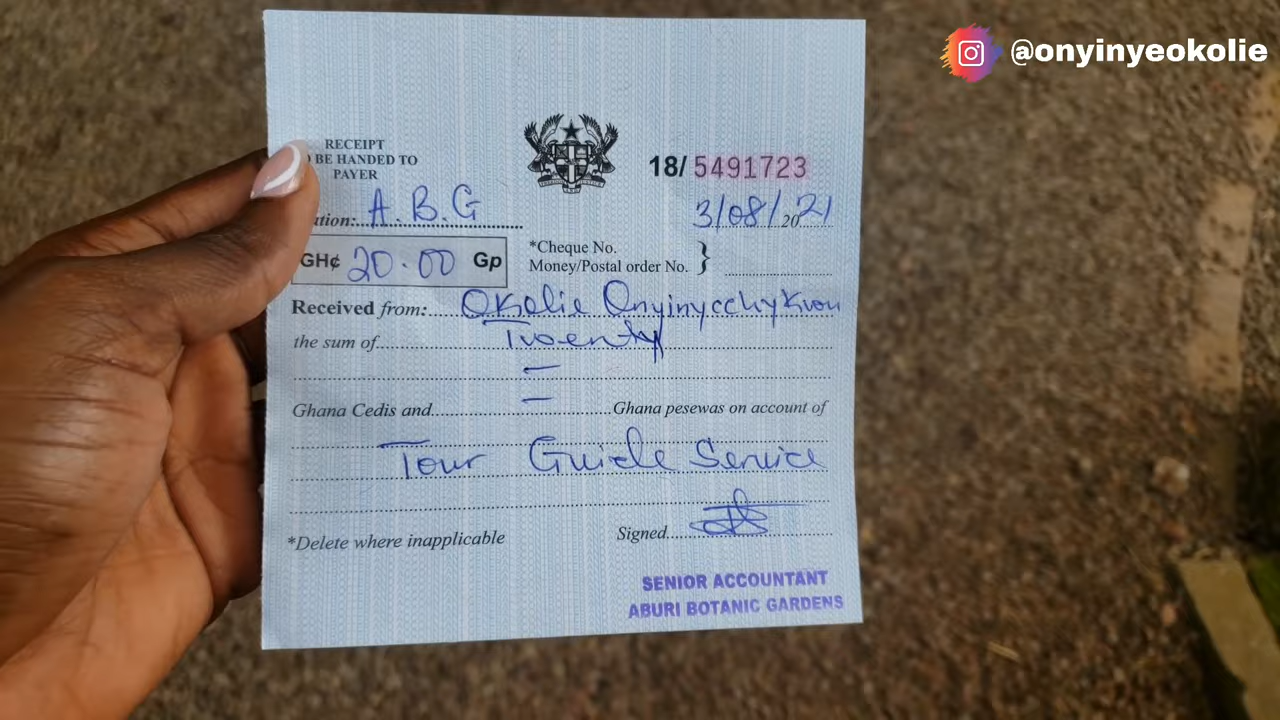 @onyinyeokolie
RECEIPT
BE HANDED TO
PAYER
18/ 5491723
tion: A.B.G
3/08/2021
GH¢ 20.00 Gp
*Cheque No.
Money/Postal order No. }
Received from: Okolie
the sum of Twenty
—
Ghana Cedis and — Ghana pesewas on account of
Tour Guide Service
*Delete where inapplicable
Signed
SENIOR ACCOUNTANT
ABURI BOTANIC GARDENS